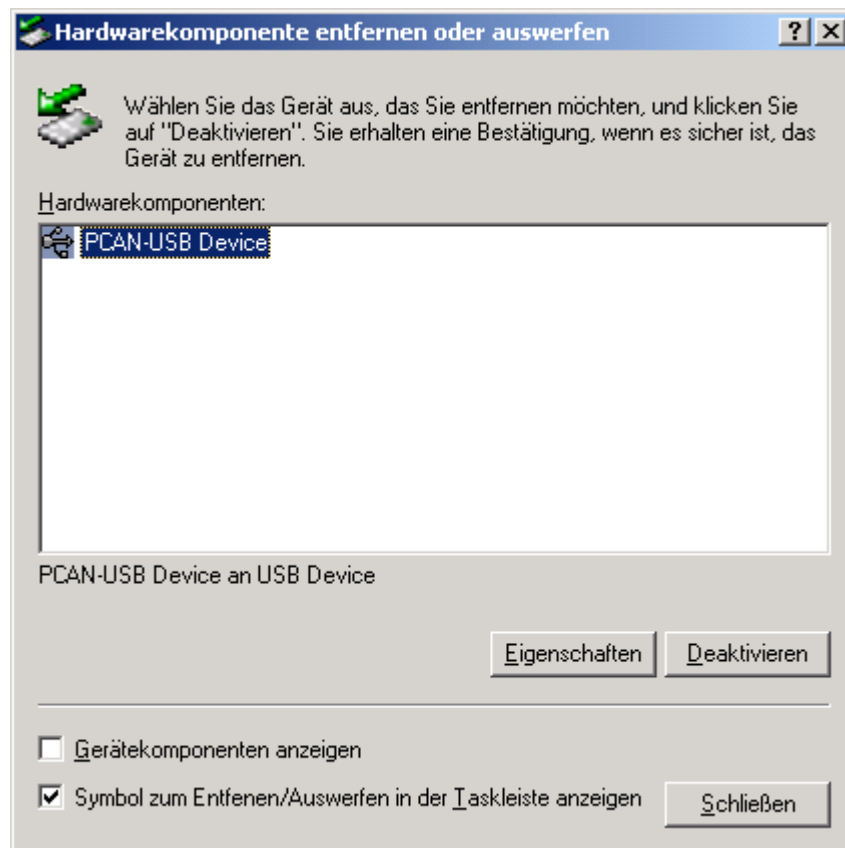 Hardwarekomponente entfernen oder auswerfen
Wählen Sie das Gerät aus, das Sie entfernen möchten, und klicken Sie
auf "Deaktivieren". Sie erhalten eine Bestätigung, wenn es sicher ist, das
Gerät zu entfernen.
Hardwarekomponenten:
PCAN-USB Device
PCAN-USB Device an USB Device
Eigenschaften Deaktivieren
Gerätekomponenten anzeigen
Symbol zum Entfenen/Auswerfen in der Taskleiste anzeigen
Schließen